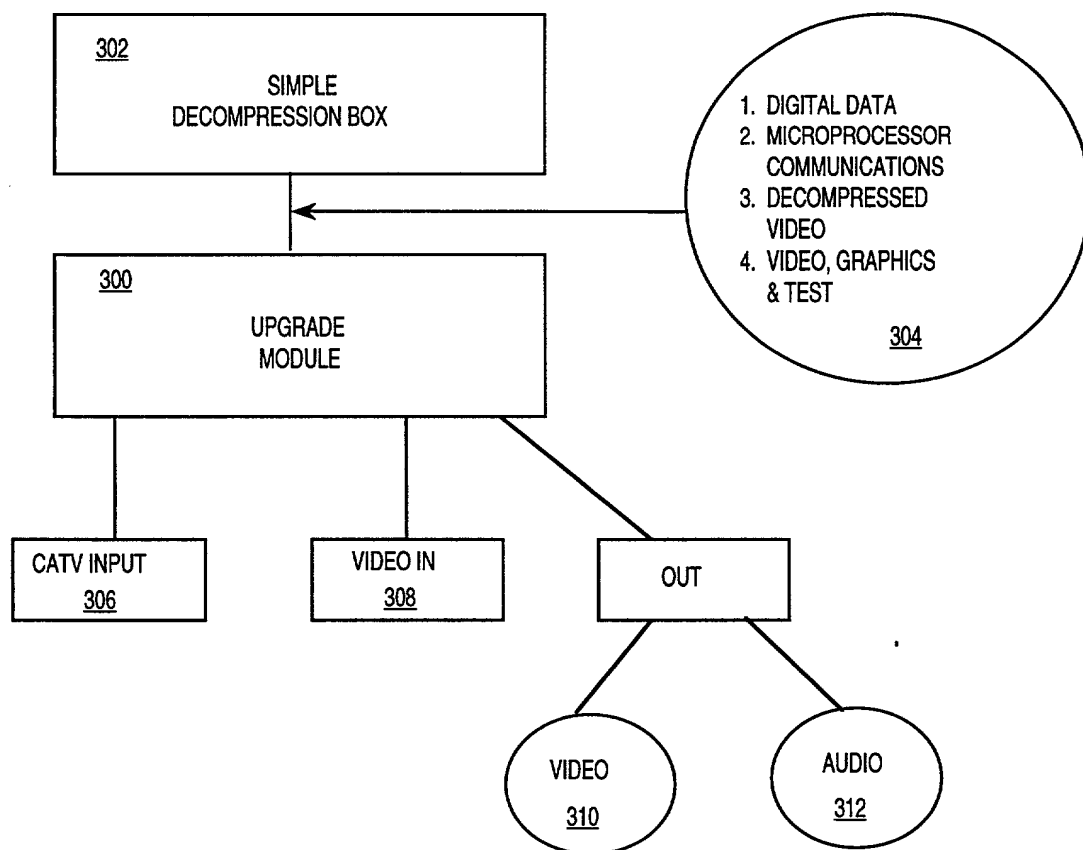 302
SIMPLE
DECOMPRESSION BOX
1. DIGITAL DATA
2. MICROPROCESSOR
COMMUNICATIONS
3. DECOMPRESSED
VIDEO
4. VIDEO, GRAPHICS
& TEST
304
300
UPGRADE
MODULE
CATV INPUT
306
VIDEO IN
308
OUT
VIDEO
310
AUDIO
312